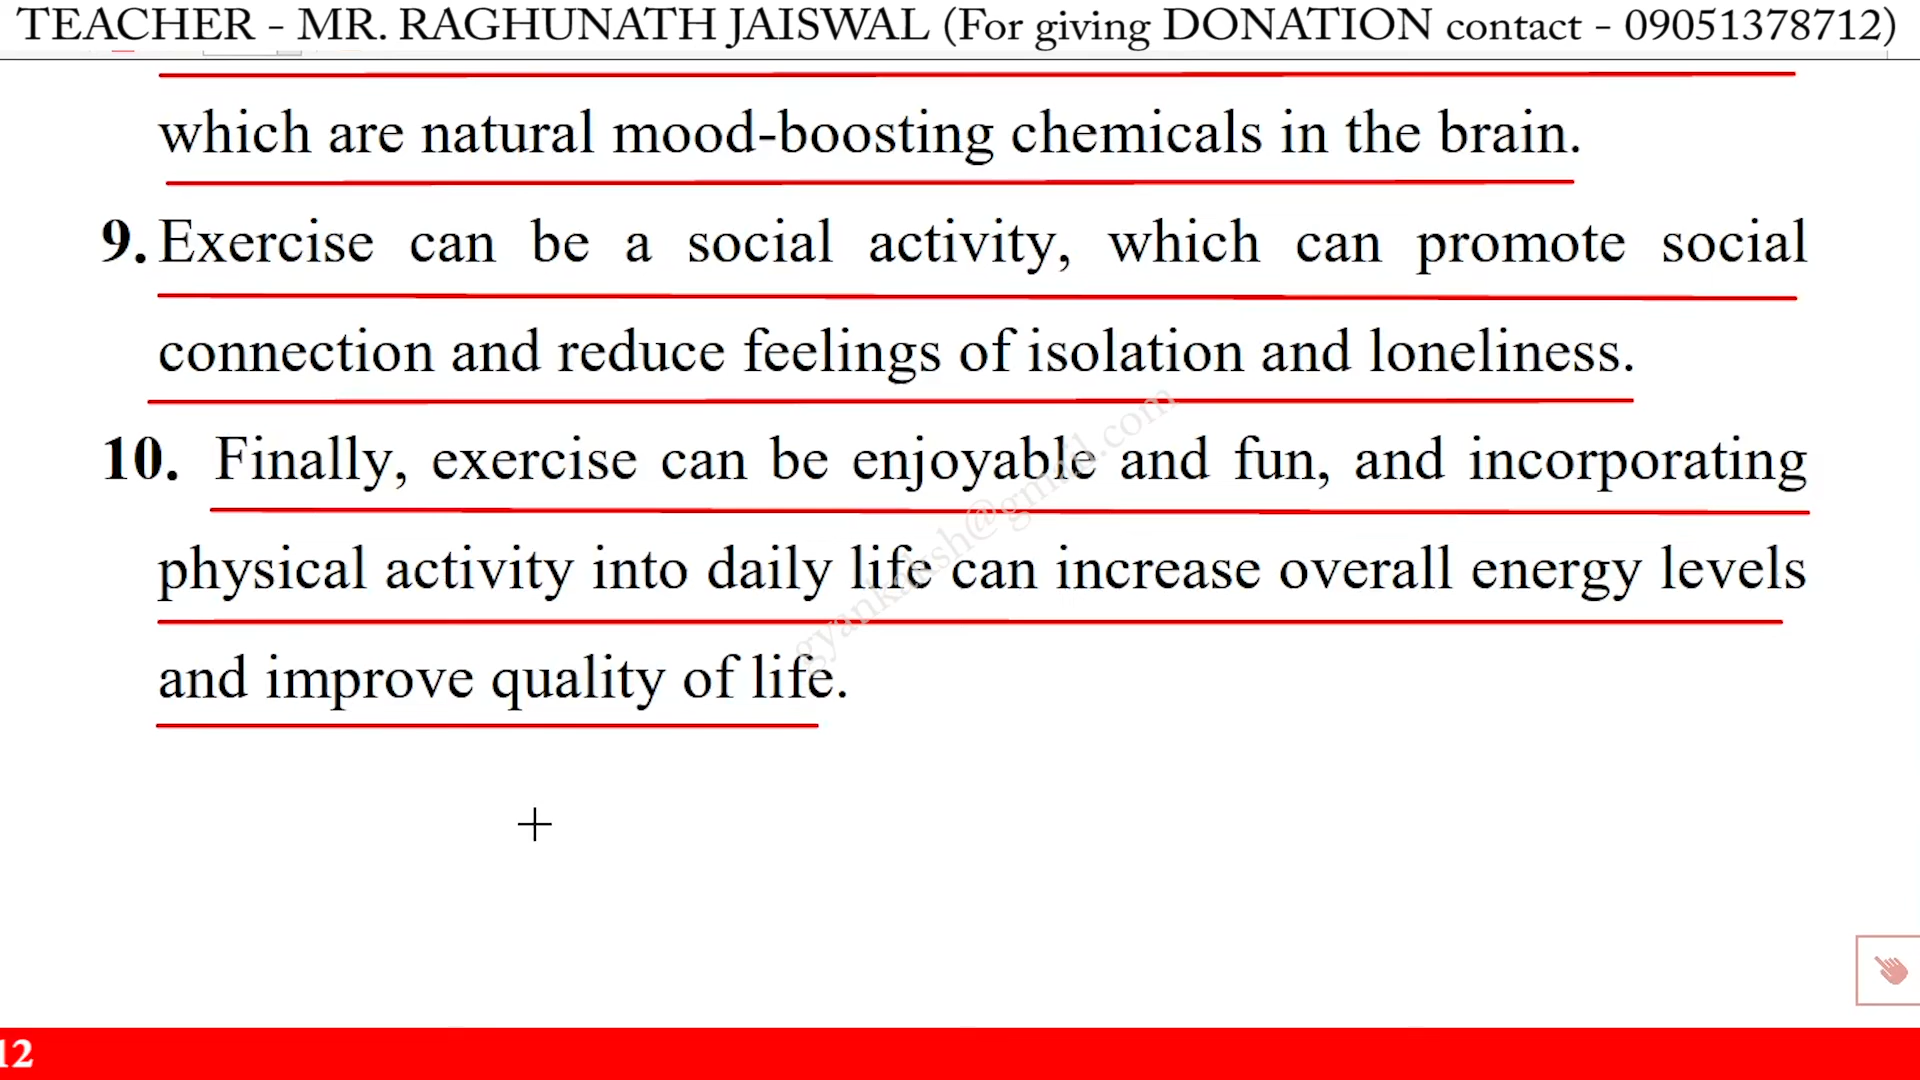 TEACHER - MR. RAGHUNATH JAISWAL (For giving DONATION contact - 09051378712)
which are natural mood-boosting chemicals in the brain.
9. Exercise can be a social activity, which can promote social
connection and reduce feelings of isolation and loneliness.
10. Finally, exercise can be enjoyable and fun, and incorporating
physical activity into daily life can increase overall energy levels
and improve quality of life.
gyankaksh@gmail.com
12